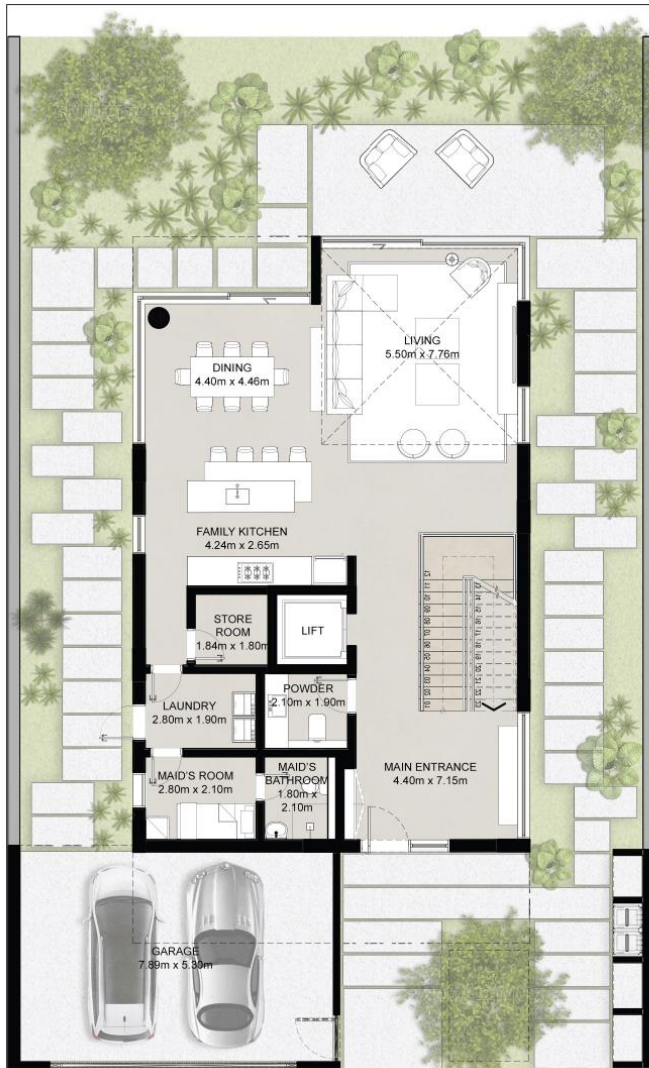 LIVING
5.50m x 7.76m
DINING
4.40m x 4.46m
FAMILY KITCHEN
4.24m x 2.65m
STORE
ROOM
1.84m x 1.80m
LIFT
POWDER
2.10m x 1.90m
LAUNDRY
2.80m x 1.90m
MAID'S ROOM
2.80m x 2.10m
MAID'S
BATHROOM
1.80m x
2.10m
MAIN ENTRANCE
4.40m x 7.15m
GARAGE
7.89m x 5.30m